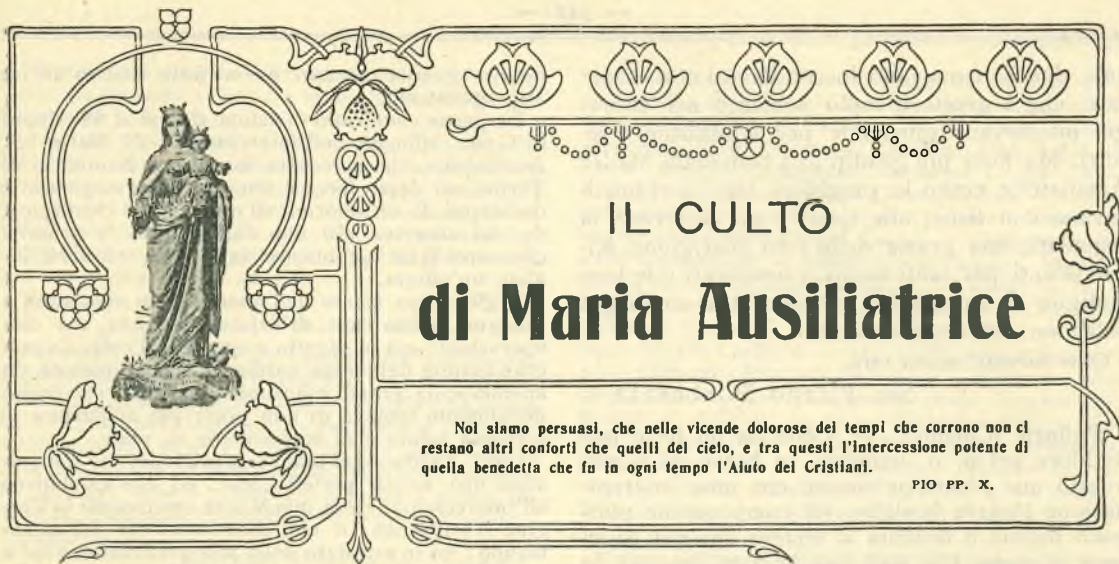 IL CULTO
di Maria Ausiliatrice
Noi siamo persuasi, che nelle vicende dolorose dei tempi che corrono non ci
restano altri conforti che quelli del cielo, e tra questi l'intercessione potente di
quella benedetta che fu in ogni tempo l'Aiuto dei Cristiani.
PIO PP. X.